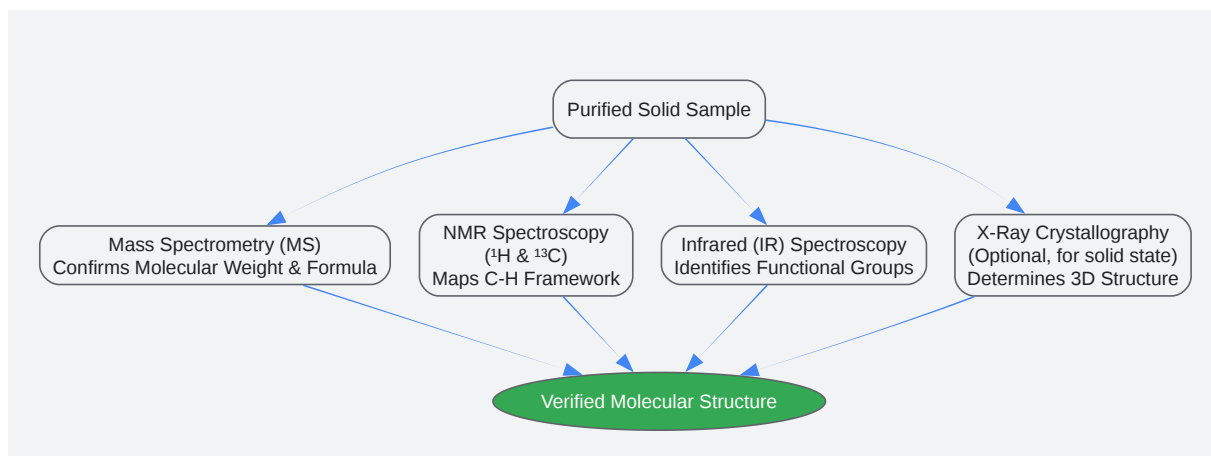 Purified Solid Sample
Mass Spectrometry (MS)
Confirms Molecular Weight & Formula
NMR Spectroscopy
(¹H & ¹³C)
Maps C-H Framework
Infrared (IR) Spectroscopy
Identifies Functional Groups
X-Ray Crystallography
(Optional, for solid state)
Determines 3D Structure
Verified Molecular Structure